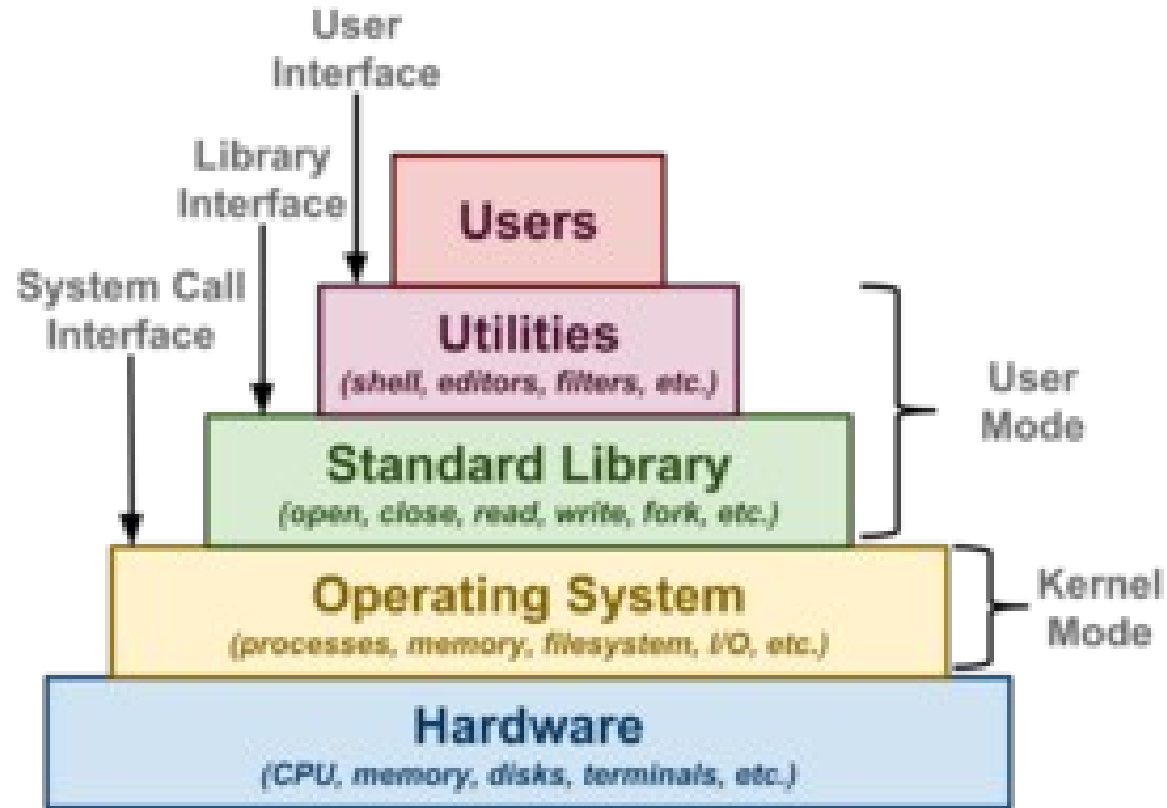 User
Interface
Library
Interface
System Call
Interface
Users
Utilities
(shell, editors, filters, etc.)
Standard Library
(open, close, read, write, fork, etc.)
User
Mode
Operating System
(processes, memory, filesystem, I/O, etc.)
Kernel
Mode
Hardware
(CPU, memory, disks, terminals, etc.)